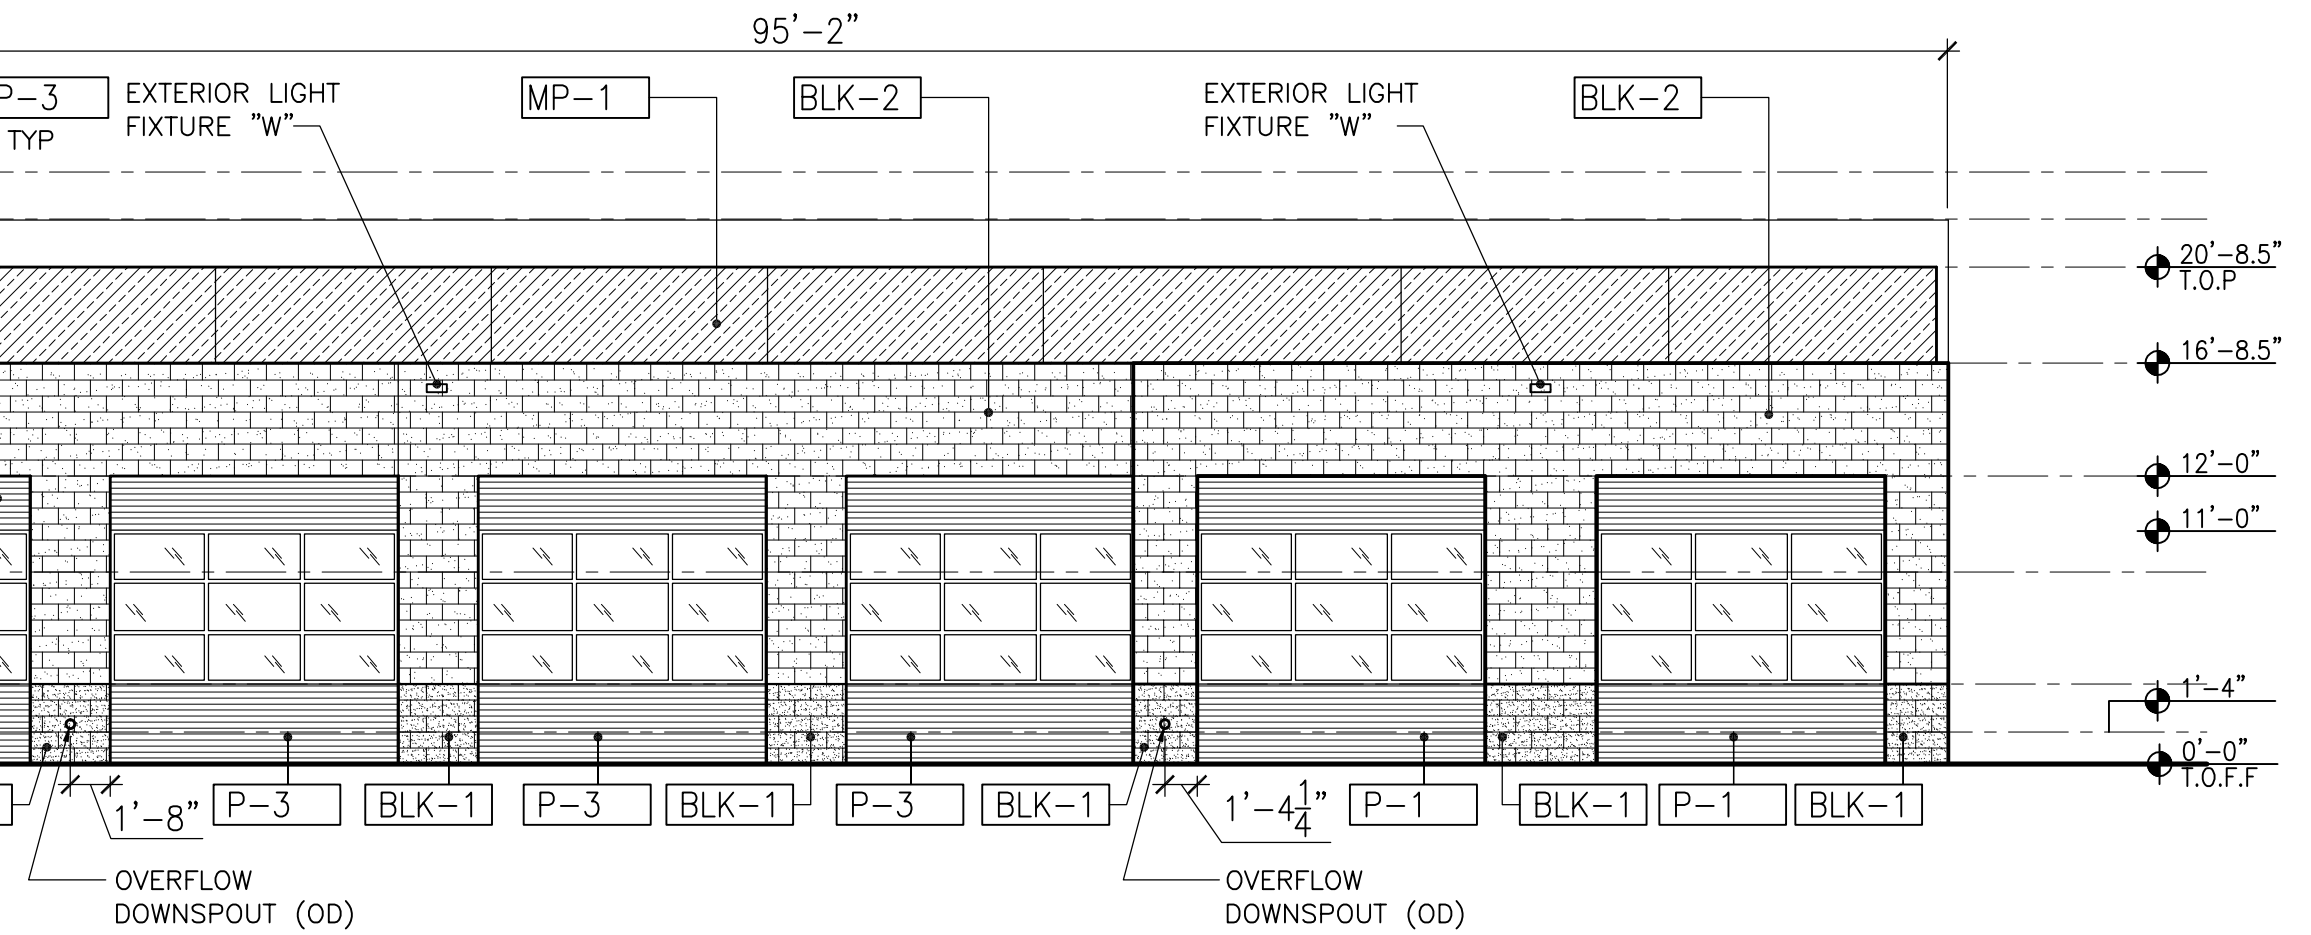 95'-2"
P-3
TYP
EXTERIOR LIGHT
FIXTURE "W"
MP-1
BLK-2
EXTERIOR LIGHT
FIXTURE "W"
BLK-2
20'-8.5"
T.O.P
16'-8.5"
12'-0"
11'-0"
1'-4"
0'-0"
T.O.F.F
1'-8"
P-3
BLK-1
P-3
BLK-1
P-3
BLK-1
1'-4 1/4"
P-1
BLK-1
P-1
BLK-1
OVERFLOW
DOWNSPOUT (OD)
OVERFLOW
DOWNSPOUT (OD)